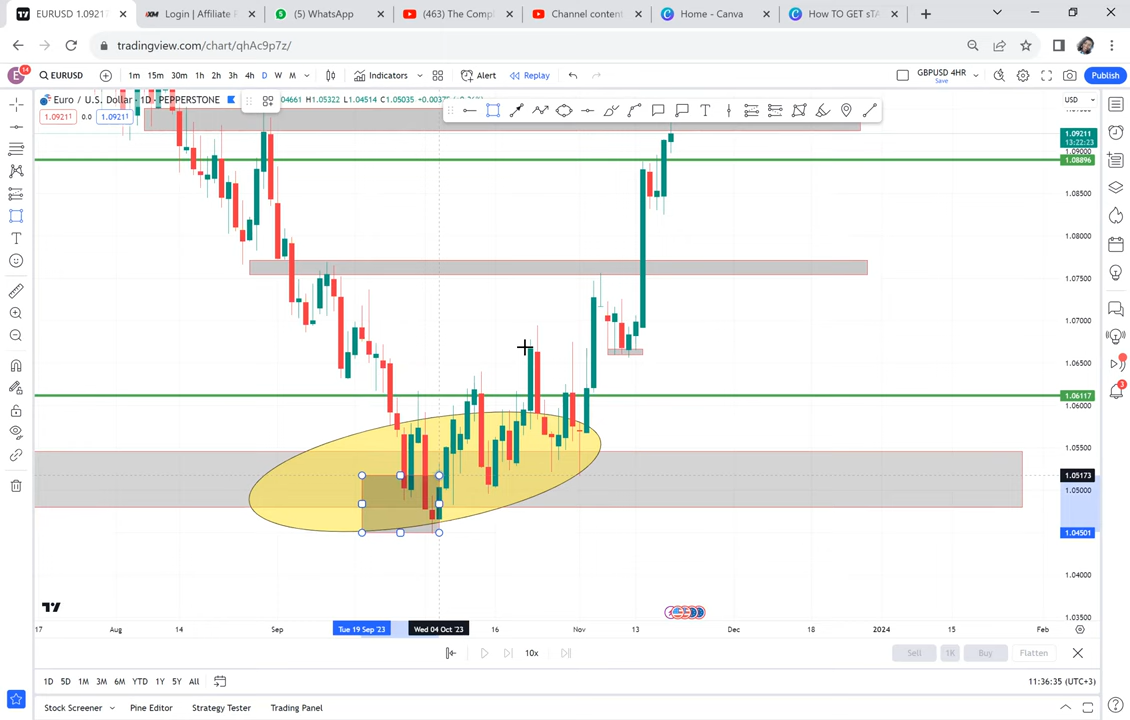 EURUSD 1.09211
Login | Affiliate F
(5) WhatsApp
(463) The Compl
Channel content
Home - Canva
How TO GET sTA
tradingview.com/chart/qhAc9p7z/
E
14
EURUSD
1m 15m 30m 1h 2h 3h 4h D W M
Indicators
Alert
Replay
GBPUSD 4HR
Save
Publish
Euro / U.S. Dollar · 1D · PEPPERSTONE
04661 H1.05322 L1.04514 C1.05035
1.09211 0.0 1.09211
USD
1.09211
13:22:23
1.09000
1.08896
1.08500
1.08000
1.07500
1.07000
1.06500
1.06117
1.06000
1.05500
1.05173
1.05000
1.04501
1.04000
1.03500
17 Aug 14 Sep Tue 19 Sep '23 Wed 04 Oct '23 16 Nov 13 Dec 18 2024 15 Feb
10x
Sell 1K Buy Flatten
1D 5D 1M 3M 6M YTD 1Y 5Y All
11:36:35 (UTC+3)
Stock Screener Pine Editor Strategy Tester Trading Panel